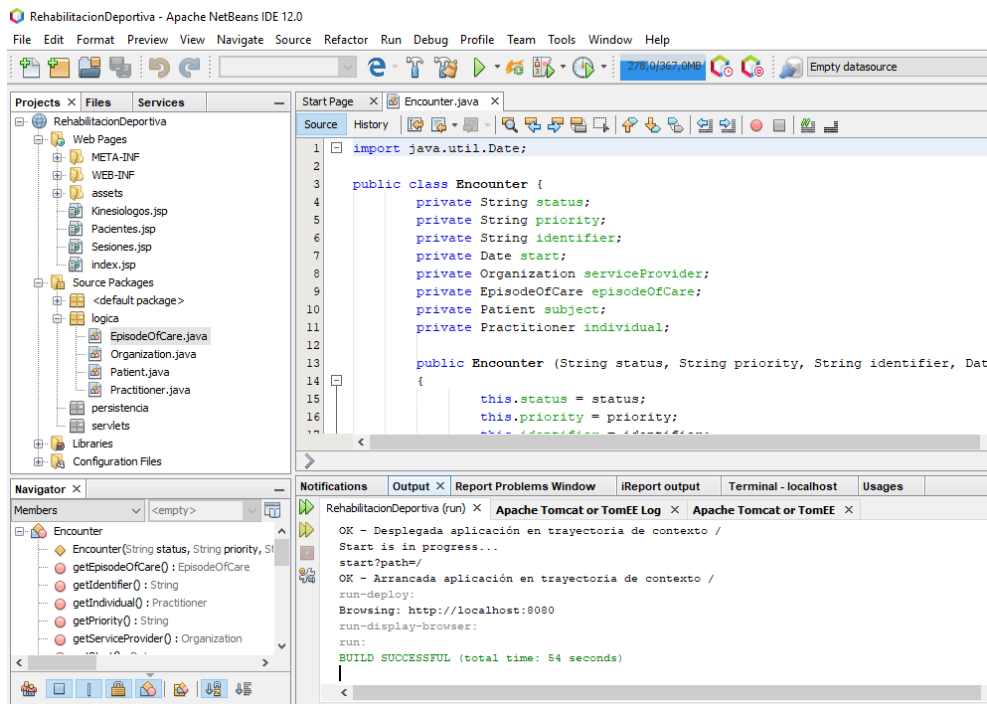 RehabilitacionDeportiva - Apache NetBeans IDE 12.0
File Edit Format Preview View Navigate Source Refactor Run Debug Profile Team Tools Window Help
278,0/367,0MB Empty datasource
Projects Files Services
RehabilitacionDeportiva
Web Pages
META-INF
WEB-INF
assets
Kinesiologos.jsp
Pacientes.jsp
Sesiones.jsp
index.jsp
Source Packages
<default package>
logica
EpisodeOfCare.java
Organization.java
Patient.java
Practitioner.java
persistencia
servlets
Libraries
Configuration Files
Start Page Encounter.java
Source History
1 import java.util.Date;
2
3 public class Encounter {
4 private String status;
5 private String priority;
6 private String identifier;
7 private Date start;
8 private Organization serviceProvider;
9 private EpisodeOfCare episodeOfCare;
10 private Patient subject;
11 private Practitioner individual;
12
13 public Encounter (String status, String priority, String identifier, Dat
14 {
15 this.status = status;
16 this.priority = priority;
17 this.identifier = identifier;
Navigator
Members <empty>
Encounter
Encounter(String status, String priority, St
getEpisodeOfCare() : EpisodeOfCare
getIdentifier() : String
getIndividual() : Practitioner
getPriority() : String
getServiceProvider() : Organization
Notifications Output Report Problems Window iReport output Terminal - localhost Usages
RehabilitacionDeportiva (run) Apache Tomcat or TomEE Log Apache Tomcat or TomEE
OK - Desplegada aplicación en trayectoria de contexto /
Start is in progress...
start?path=/
OK - Arrancada aplicación en trayectoria de contexto /
run-deploy:
Browsing: http://localhost:8080
run-display-browser:
run:
BUILD SUCCESSFUL (total time: 54 seconds)